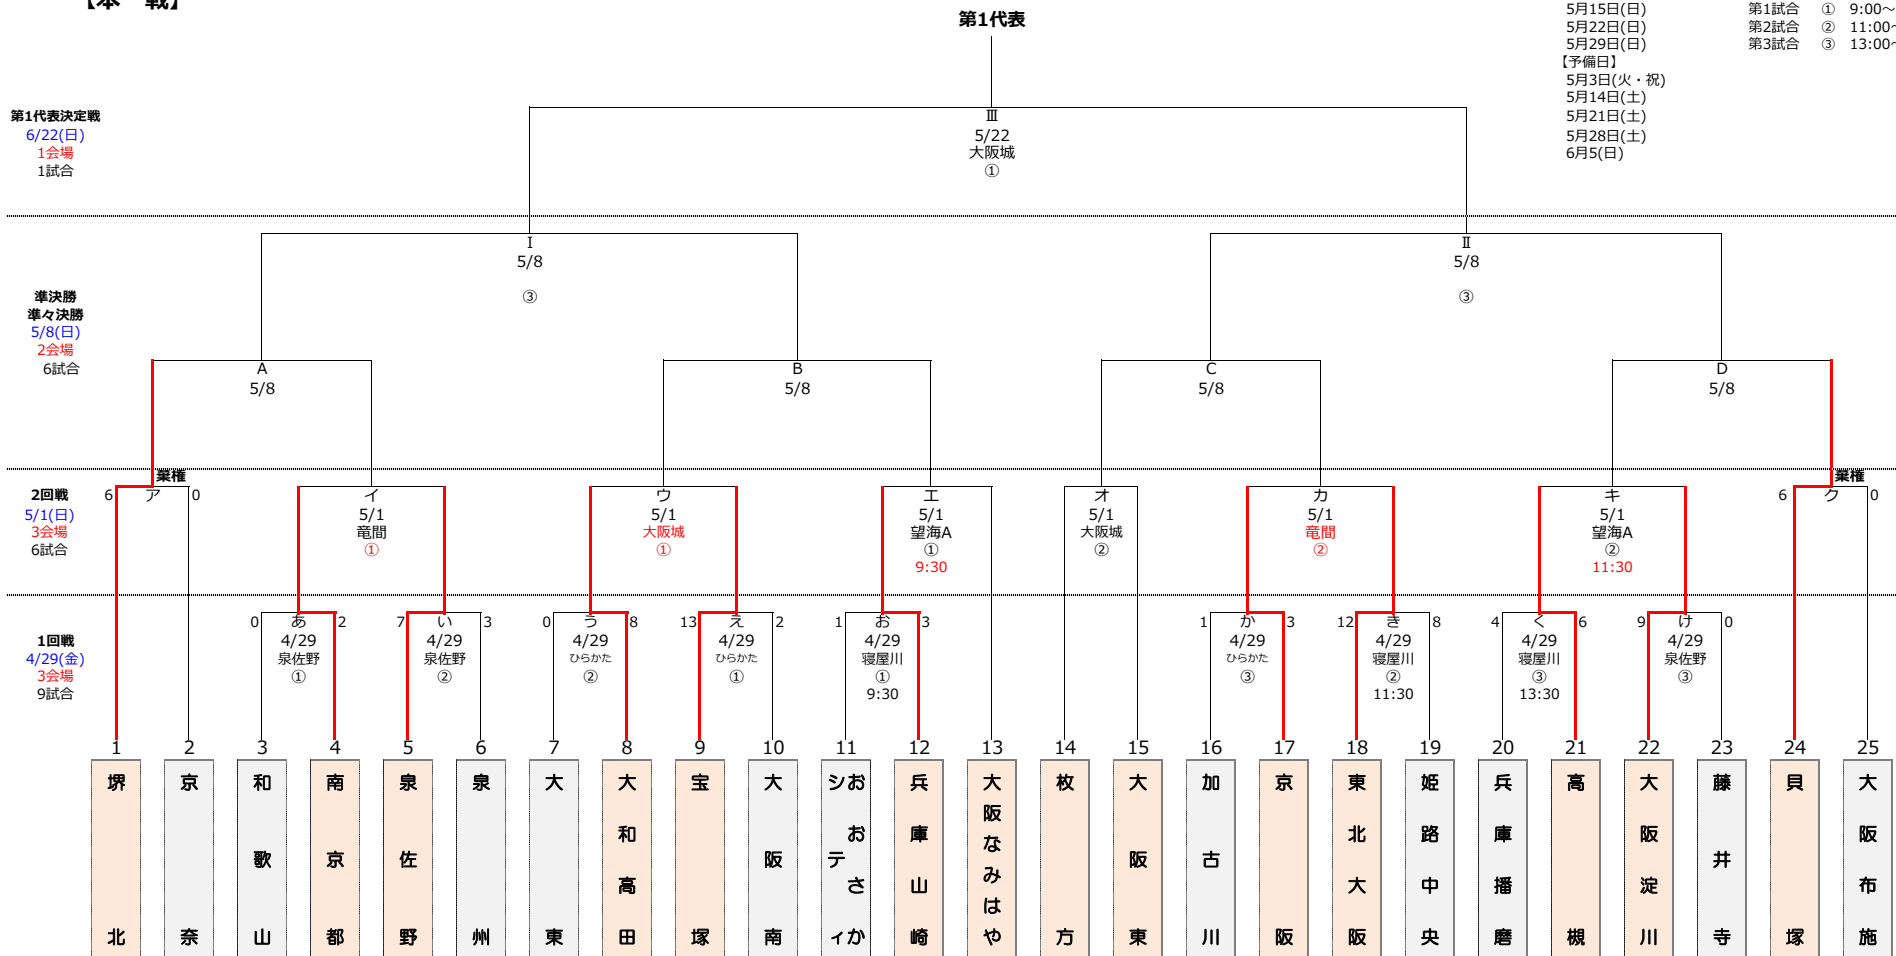 【本　戦】
第1代表
5月15日(日)
5月22日(日)
5月29日(日)
【予備日】
5月3日(火・祝)
5月14日(土)
5月21日(土)
5月28日(土)
6月5(日)
第1試合　①　9:00～
第2試合　②　11:00～
第3試合　③　13:00～
第1代表決定戦
6/22(日)
1会場
1試合
Ⅲ
5/22
大阪城
①
準決勝
準々決勝
5/8(日)
2会場
6試合
Ⅰ
5/8
③
Ⅱ
5/8
③
A
5/8
B
5/8
C
5/8
D
5/8
2回戦
5/1(日)
3会場
6試合
棄権
6 ア 0
イ
5/1
竜間
①
ウ
5/1
大阪城
①
エ
5/1
望海A
①
9:30
オ
5/1
大阪城
②
カ
5/1
竜間
②
キ
5/1
望海A
②
11:30
棄権
6 ク 0
1回戦
4/29(金)
3会場
9試合
0 あ 2
4/29
泉佐野
①
7 い 3
4/29
泉佐野
②
0 う 8
4/29
ひらかた
②
13 え 2
4/29
ひらかた
①
1 お 3
4/29
寝屋川
①
9:30
1 か 3
4/29
ひらかた
③
12 き 8
4/29
寝屋川
②
11:30
4 く 6
4/29
寝屋川
③
13:30
9 け 0
4/29
泉佐野
③
1 2 3 4 5 6 7 8 9 10 11 12 13 14 15 16 17 18 19 20 21 22 23 24 25
堺北
京奈
和歌山
南京都
泉佐野
泉州
大東
大和高田
宝塚
大阪南
おおさか
シティ
兵庫山崎
大阪なみはや
枚方
大阪東
加古川
京阪
東北大阪
姫路中央
兵庫播磨
高槻
大阪淀川
藤井寺
貝塚
大阪布施